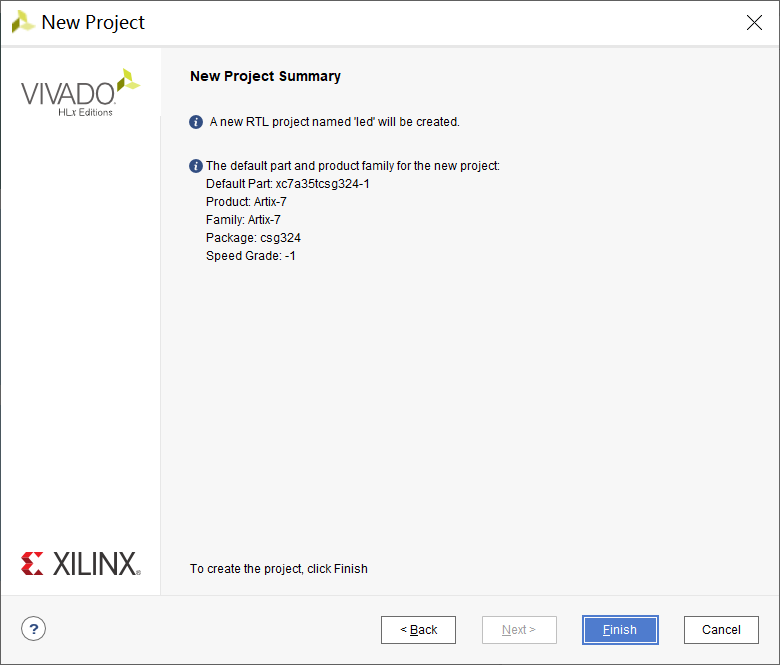 New Project
VIVADO.
HLx Editions
New Project Summary
A new RTL project named 'led' will be created.
The default part and product family for the new project:
Default Part: xc7a35tcsg324-1
Product: Artix-7
Family: Artix-7
Package: csg324
Speed Grade: -1
XILINX®
To create the project, click Finish
?
< Back
Next >
Finish
Cancel